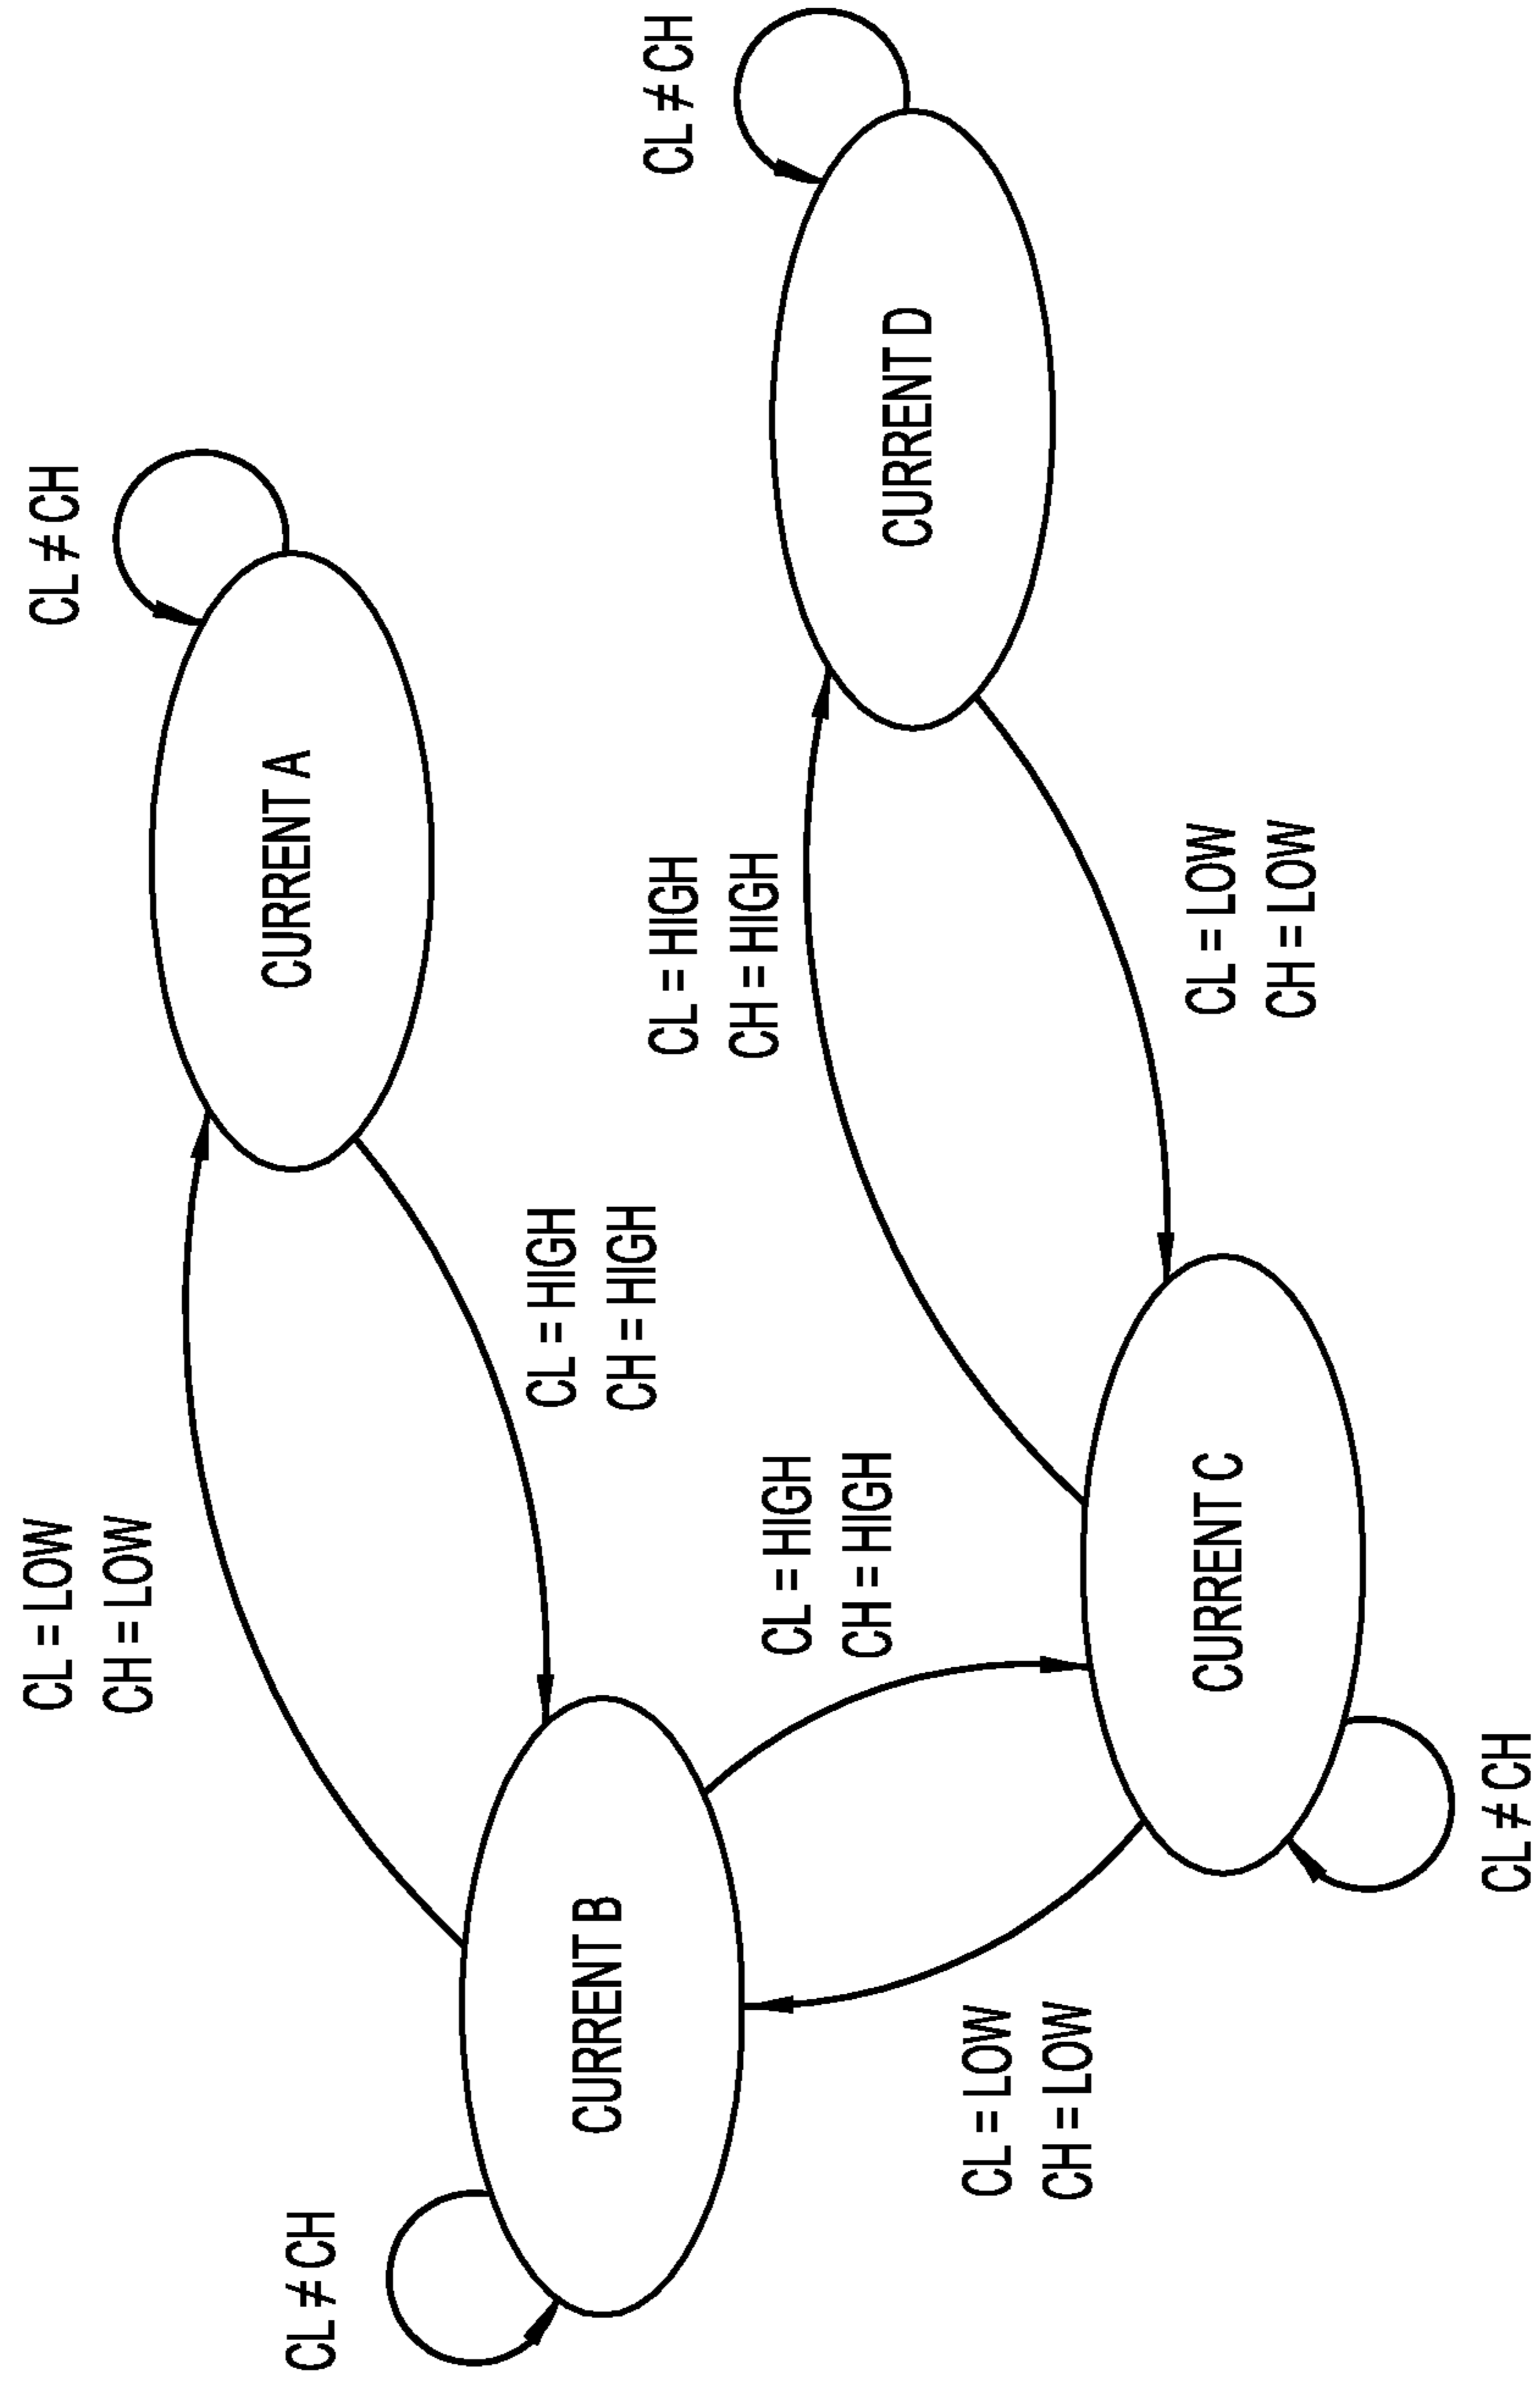 CL = LOW
CH = LOW
CL ≠ CH
CURRENT A
CL ≠ CH
CURRENT B
CL = HIGH
CH = HIGH
CL = HIGH
CH = HIGH
CL ≠ CH
CL = HIGH
CH = HIGH
CURRENT D
CL = LOW
CH = LOW
CURRENT C
CL = LOW
CH = LOW
CL ≠ CH